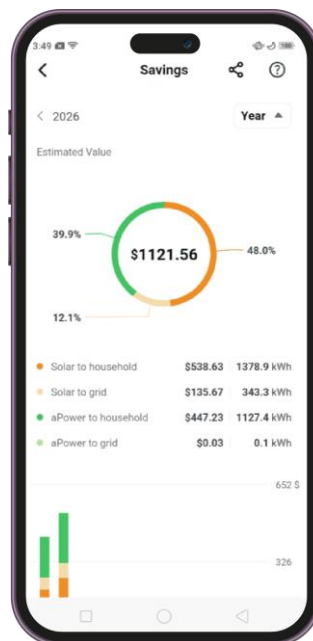 3:49
Savings
2026
Year
Estimated Value
39.9%
$1121.56
48.0%
12.1%
Solar to household $538.63 1378.9 kWh
Solar to grid $135.67 343.3 kWh
aPower to household $447.23 1127.4 kWh
aPower to grid $0.03 0.1 kWh
652 $
326